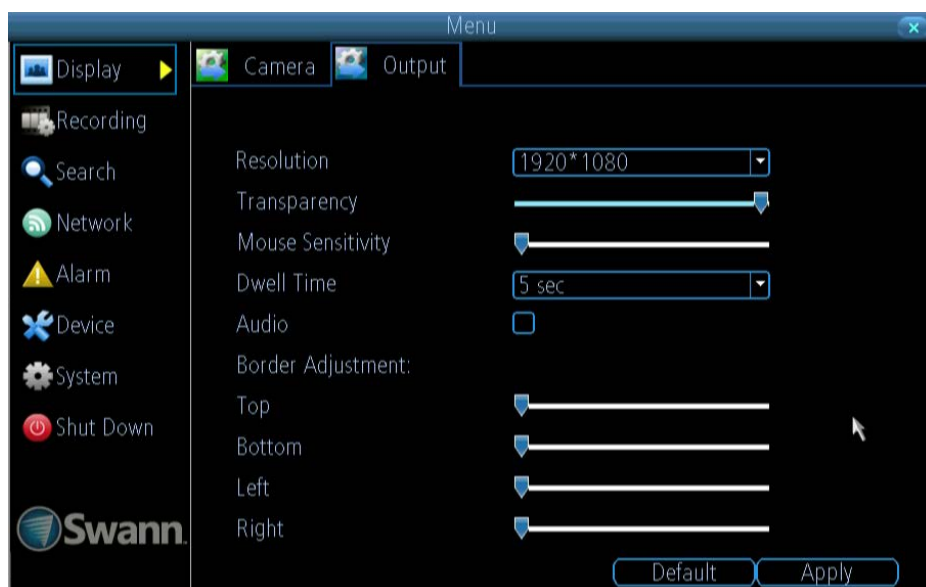 Menu
Display
Recording
Search
Network
Alarm
Device
System
Shut Down
Swann
Camera Output
Resolution 1920*1080
Transparency
Mouse Sensitivity
Dwell Time 5 sec
Audio
Border Adjustment:
Top
Bottom
Left
Right
Default Apply